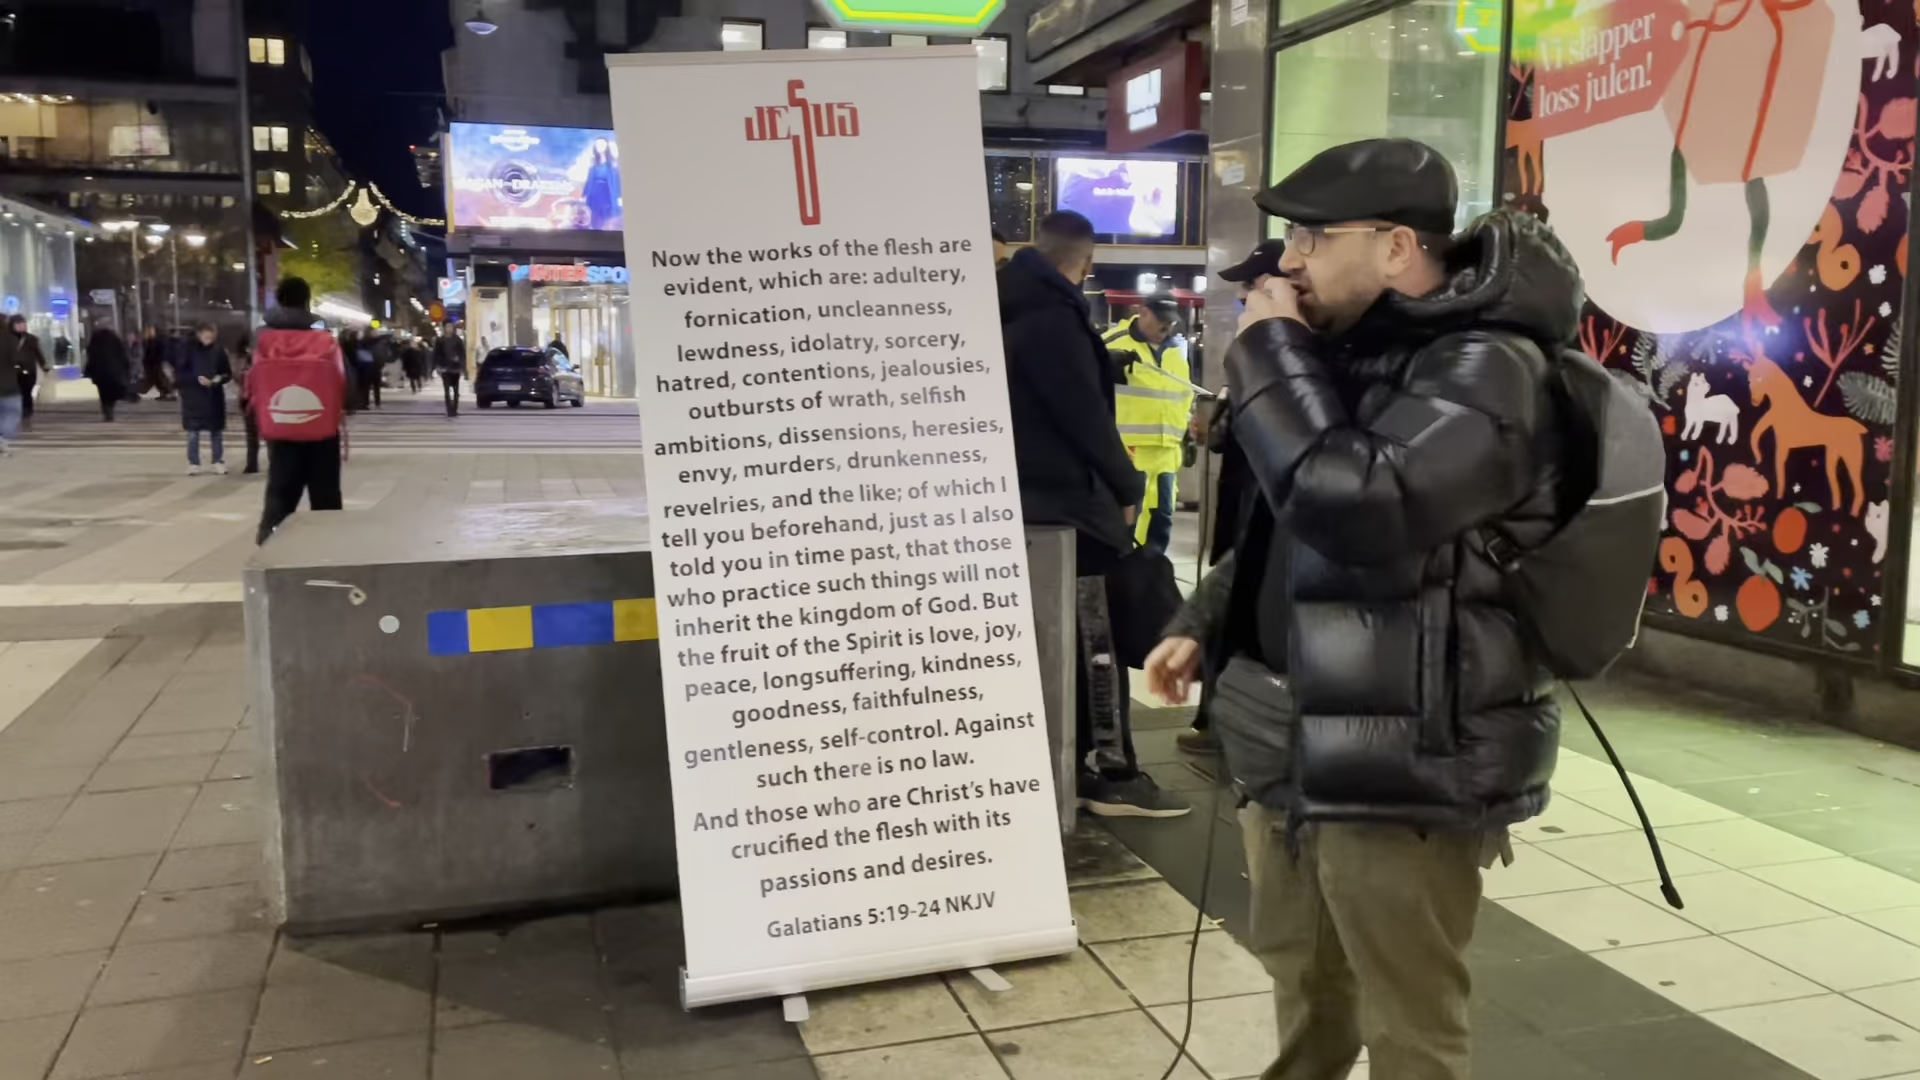 JESUS
Now the works of the flesh are
evident, which are: adultery,
fornication, uncleanness,
lewdness, idolatry, sorcery,
hatred, contentions, jealousies,
outbursts of wrath, selfish
ambitions, dissensions, heresies,
envy, murders, drunkenness,
revelries, and the like; of which I
tell you beforehand, just as I also
told you in time past, that those
who practice such things will not
inherit the kingdom of God. But
the fruit of the Spirit is love, joy,
peace, longsuffering, kindness,
goodness, faithfulness,
gentleness, self-control. Against
such there is no law.
And those who are Christ's have
crucified the flesh with its
passions and desires.
Galatians 5:19-24 NKJV
Vi släpper
loss julen!
INTERSPO